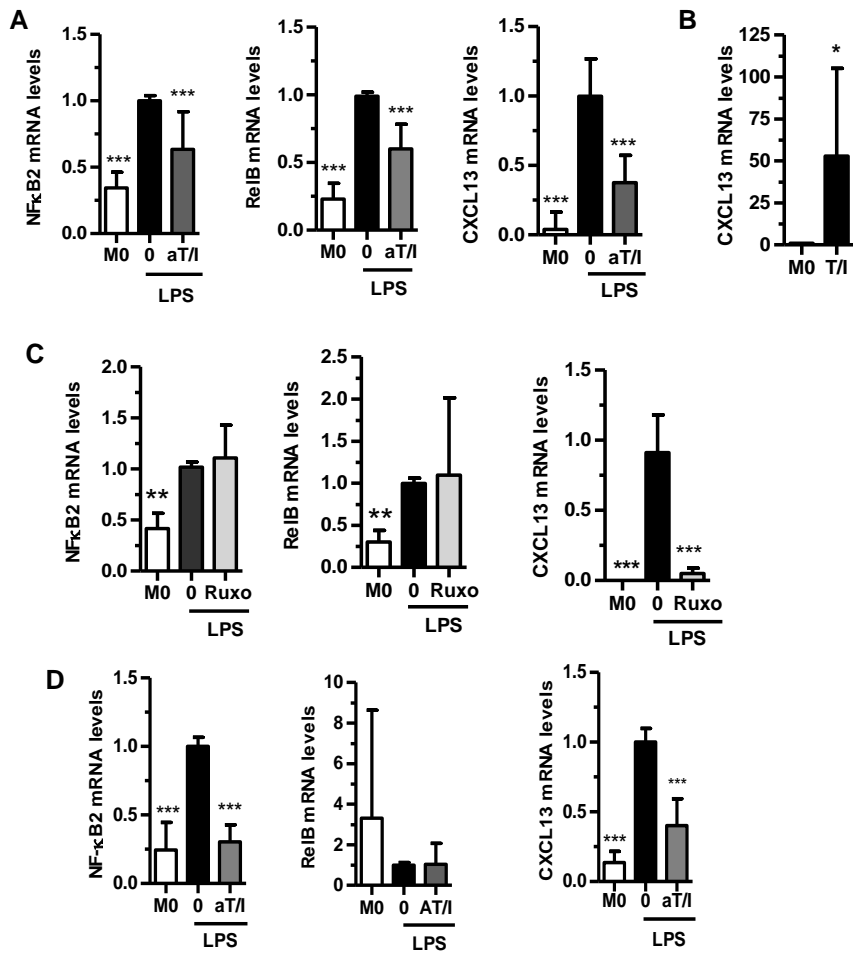 A
NFκB2 mRNA levels
1.5
1.0
0.5
0.0
***
***
M0 0 aT/I
LPS
RelB mRNA levels
1.5
1.0
0.5
0.0
***
***
M0 0 aT/I
LPS
CXCL13 mRNA levels
1.5
1.0
0.5
0.0
***
***
M0 0 aT/I
LPS
B
CXCL13 mRNA levels
125
100
75
50
25
0
*
M0 T/I
C
NFκB2 mRNA levels
2.0
1.5
1.0
0.5
0.0
**
M0 0 Ruxo
LPS
RelB mRNA levels
2.5
2.0
1.5
1.0
0.5
0.0
**
M0 0 Ruxo
LPS
CXCL13 mRNA levels
1.5
1.0
0.5
0.0
***
***
M0 0 Ruxo
LPS
D
NF-κB2 mRNA levels
1.5
1.0
0.5
0.0
***
***
M0 0 aT/I
LPS
RelB mRNA levels
10
8
6
4
2
0
M0 0 AT/I
LPS
CXCL13 mRNA levels
1.5
1.0
0.5
0.0
***
***
M0 0 aT/I
LPS